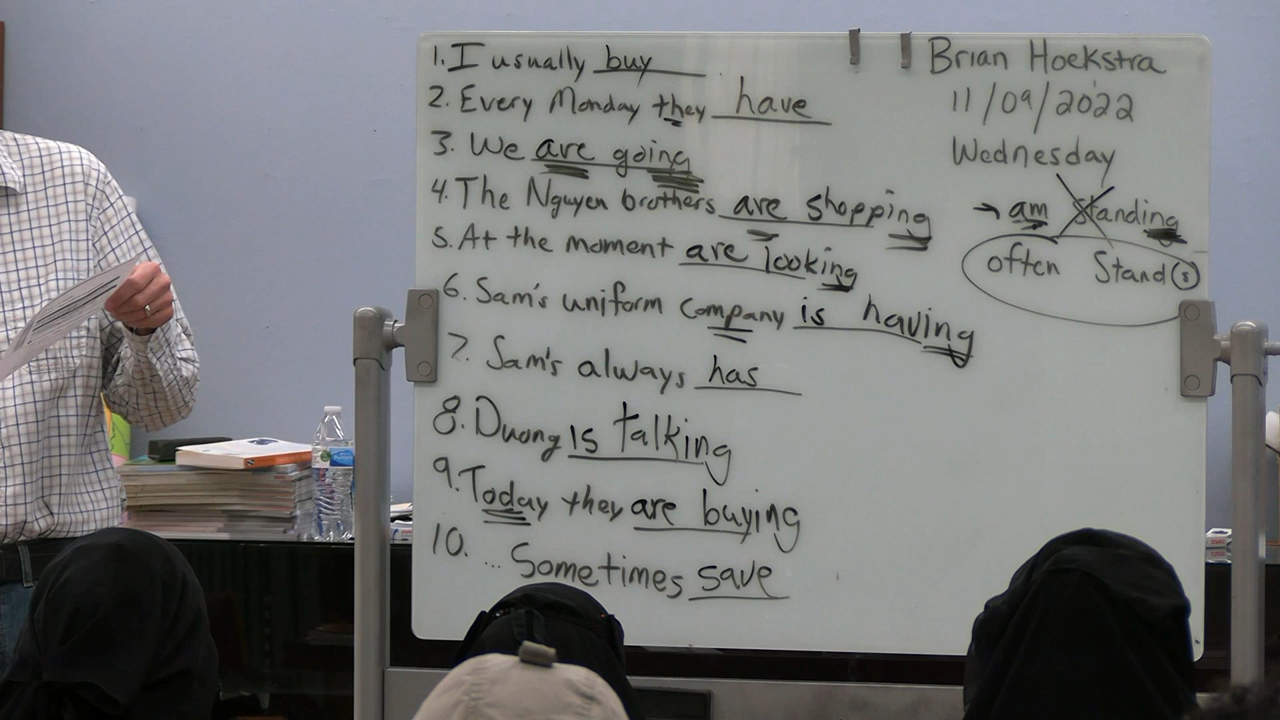 1. I usually buy
2. Every Monday they have
3. We are going
4. The Nguyen brothers are shopping
5. At the moment are looking
6. Sam's uniform company is having
7. Sam's always has
8. Duong is talking
9. Today they are buying
10. ... Sometimes save
Brian Hoekstra
11/09/2022
Wednesday
→ am standing
often Stand(s)